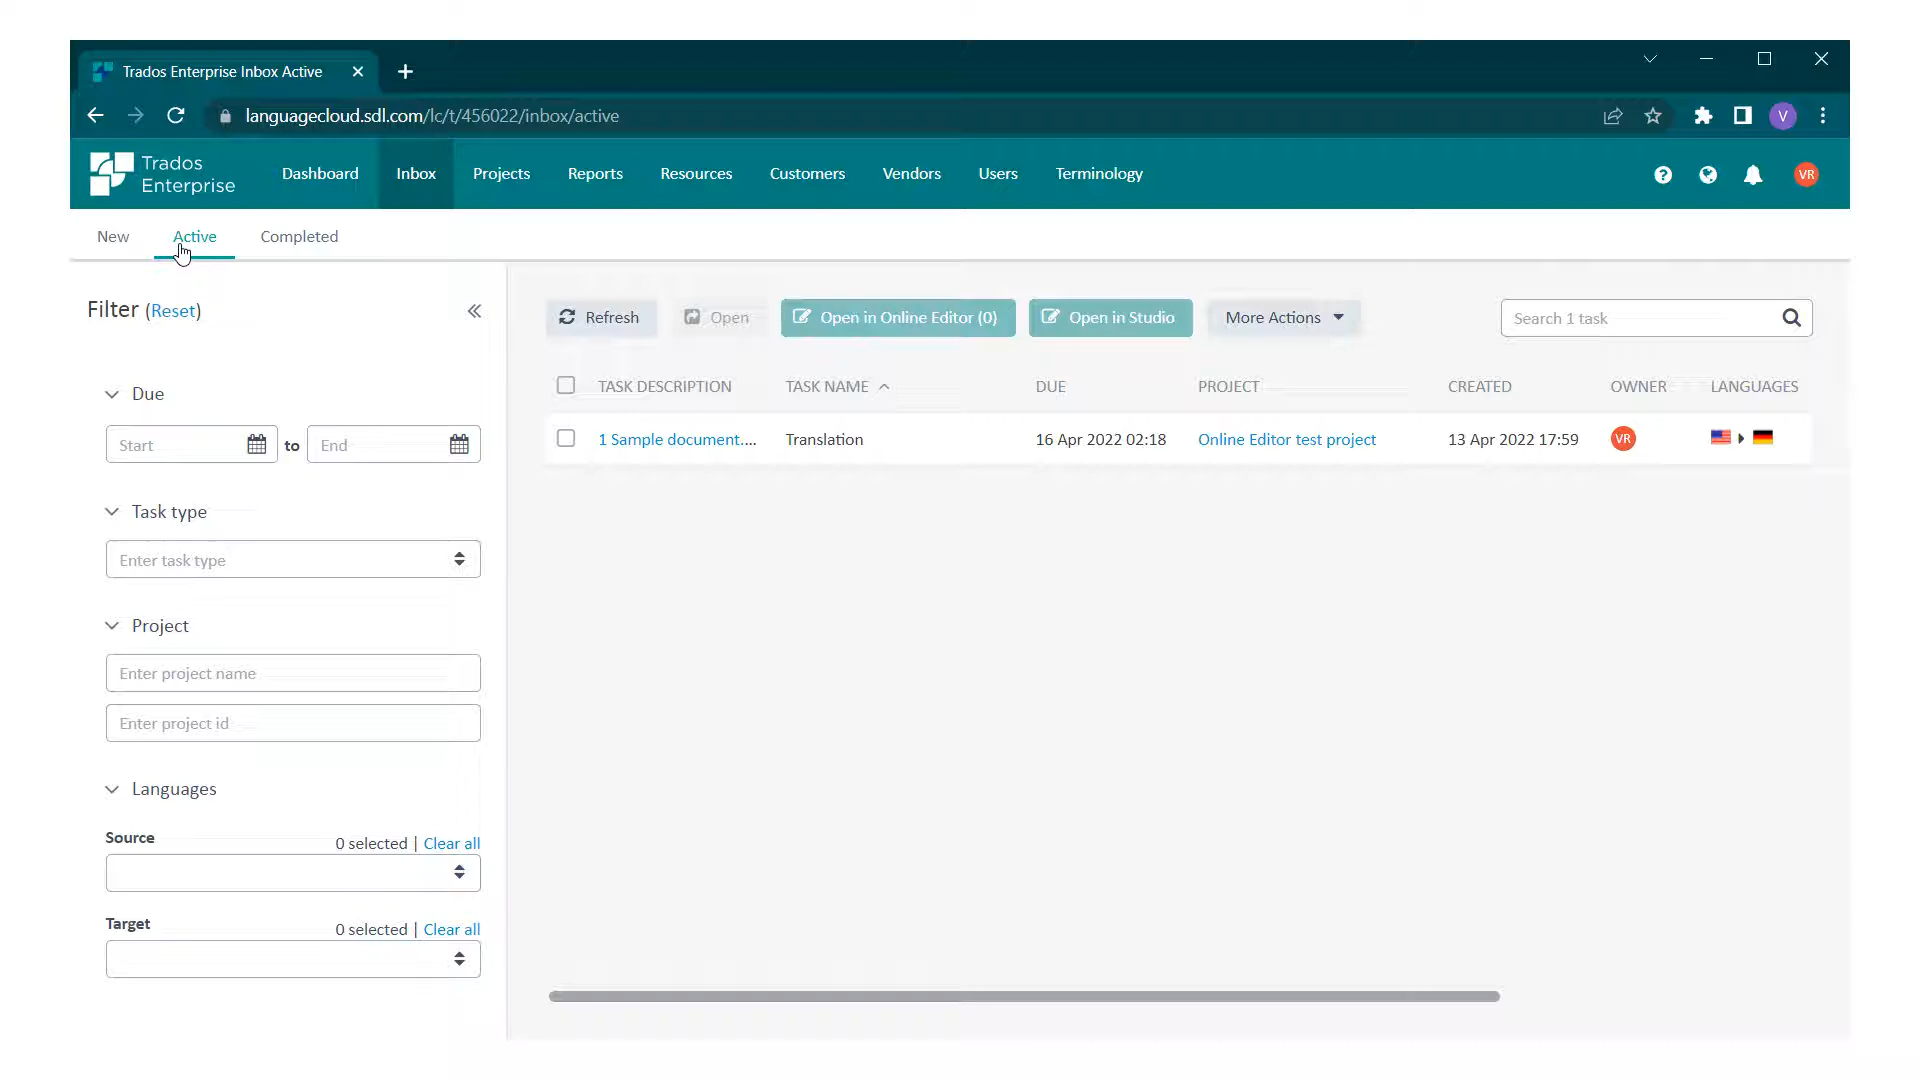 Trados Enterprise Inbox Active
languagecloud.sdl.com/lc/t/456022/inbox/active
V
Trados
Enterprise
Dashboard Inbox Projects Reports Resources Customers Vendors Users Terminology
VR
New Active Completed
Filter (Reset)
Refresh Open Open in Online Editor (0) Open in Studio More Actions Search 1 task
Due
Start to End
Task type
Enter task type
Project
Enter project name
Enter project id
Languages
Source 0 selected | Clear all
Target 0 selected | Clear all
TASK DESCRIPTION TASK NAME DUE PROJECT CREATED OWNER LANGUAGES
1 Sample document.... Translation 16 Apr 2022 02:18 Online Editor test project 13 Apr 2022 17:59 VR